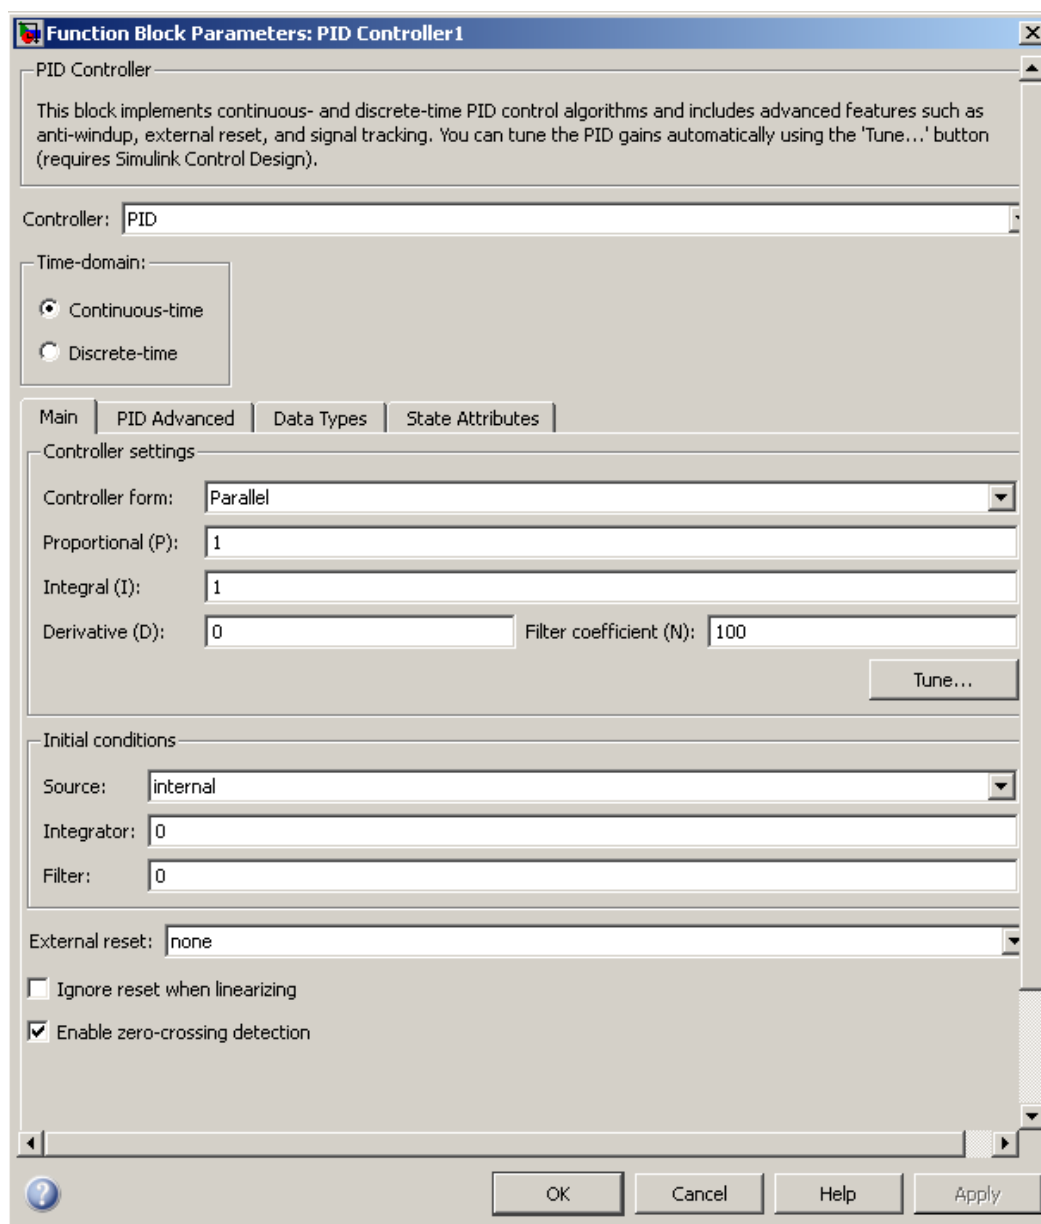 Function Block Parameters: PID Controller1
PID Controller
This block implements continuous- and discrete-time PID control algorithms and includes advanced features such as
anti-windup, external reset, and signal tracking. You can tune the PID gains automatically using the 'Tune...' button
(requires Simulink Control Design).
Controller: PID
Time-domain:
Continuous-time
Discrete-time
Main PID Advanced Data Types State Attributes
Controller settings
Controller form: Parallel
Proportional (P): 1
Integral (I): 1
Derivative (D): 0 Filter coefficient (N): 100
Tune...
Initial conditions
Source: internal
Integrator: 0
Filter: 0
External reset: none
Ignore reset when linearizing
Enable zero-crossing detection
OK Cancel Help Apply